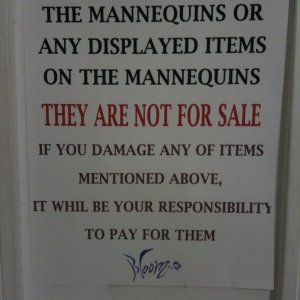 THE MANNEQUINS OR
ANY DISPLAYED ITEMS
ON THE MANNEQUINS
THEY ARE NOT FOR SALE
IF YOU DAMAGE ANY OF ITEMS
MENTIONED ABOVE,
IT WHIL BE YOUR RESPONSIBILITY
TO PAY FOR THEM